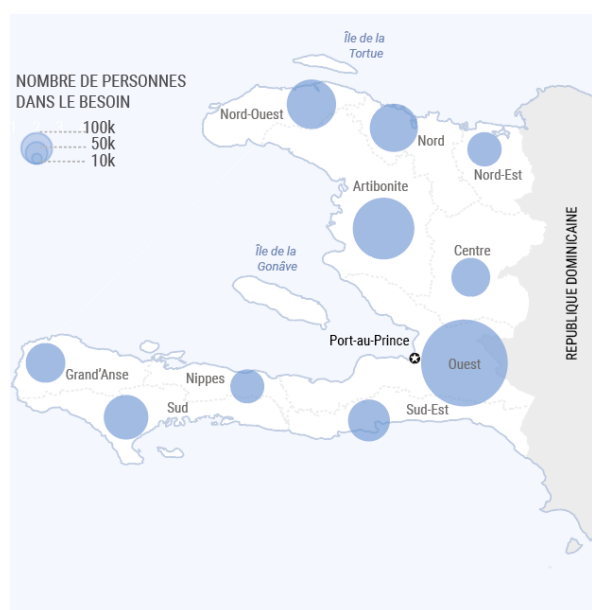 Île de la
Tortue
NOMBRE DE PERSONNES
DANS LE BESOIN
100k
50k
10k
Nord-Ouest
Nord
Nord-Est
Artibonite
Île de la
Gonâve
Centre
REPUBLIQUE DOMINICAINE
Port-au-Prince
Ouest
Grand'Anse
Nippes
Sud
Sud-Est